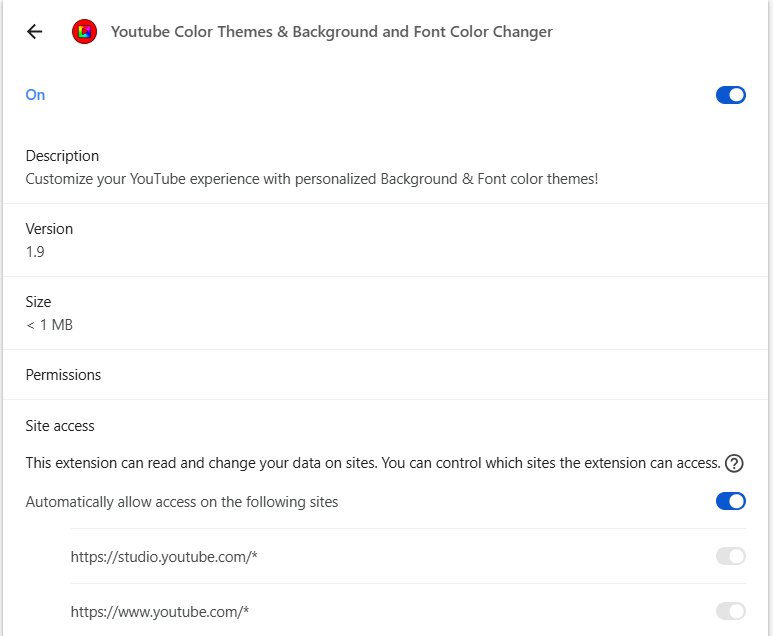 Youtube Color Themes & Background and Font Color Changer
On
Description
Customize your YouTube experience with personalized Background & Font color themes!
Version
1.9
Size
< 1 MB
Permissions
Site access
This extension can read and change your data on sites. You can control which sites the extension can access.
Automatically allow access on the following sites
https://studio.youtube.com/*
https://www.youtube.com/*